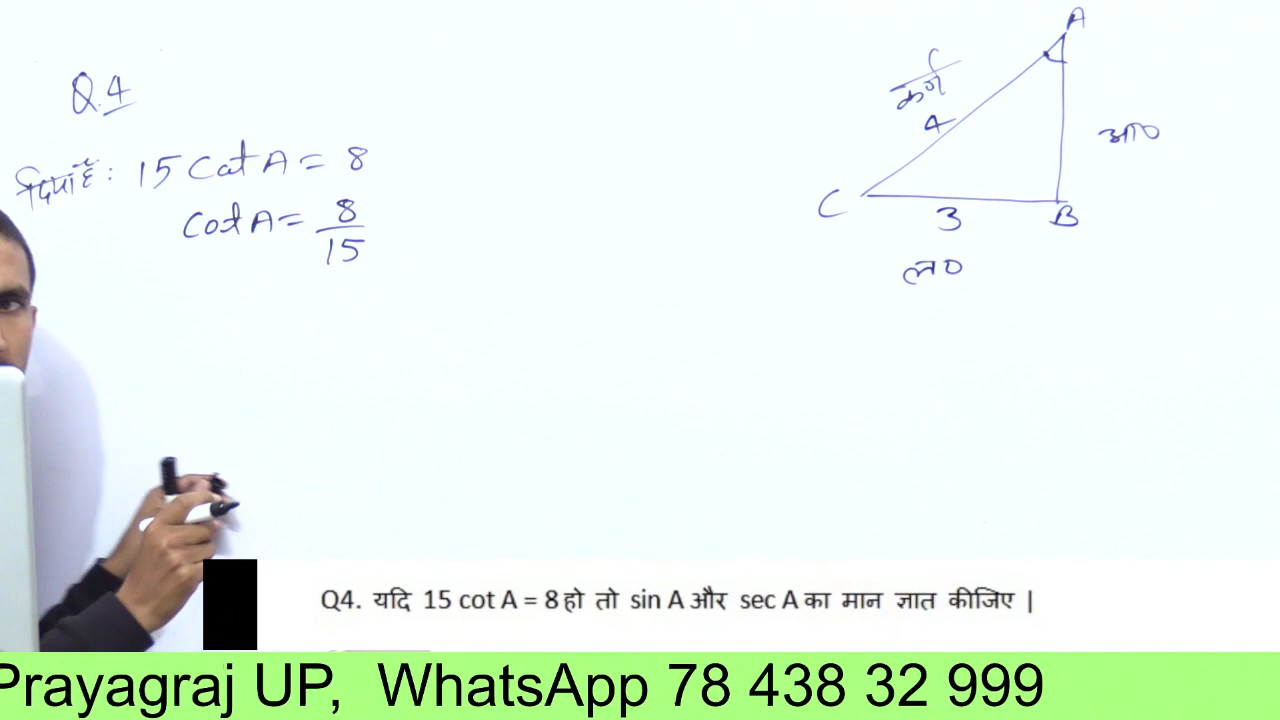 Q.4
दिया है : 15 Cot A = 8
Cot A = 8/15
A
कर्ण
4
आ०
C
3
B
ल०
Q4. यदि 15 cot A = 8 हो तो sin A और sec A का मान ज्ञात कीजिए |
Prayagraj UP, WhatsApp 78 438 32 999